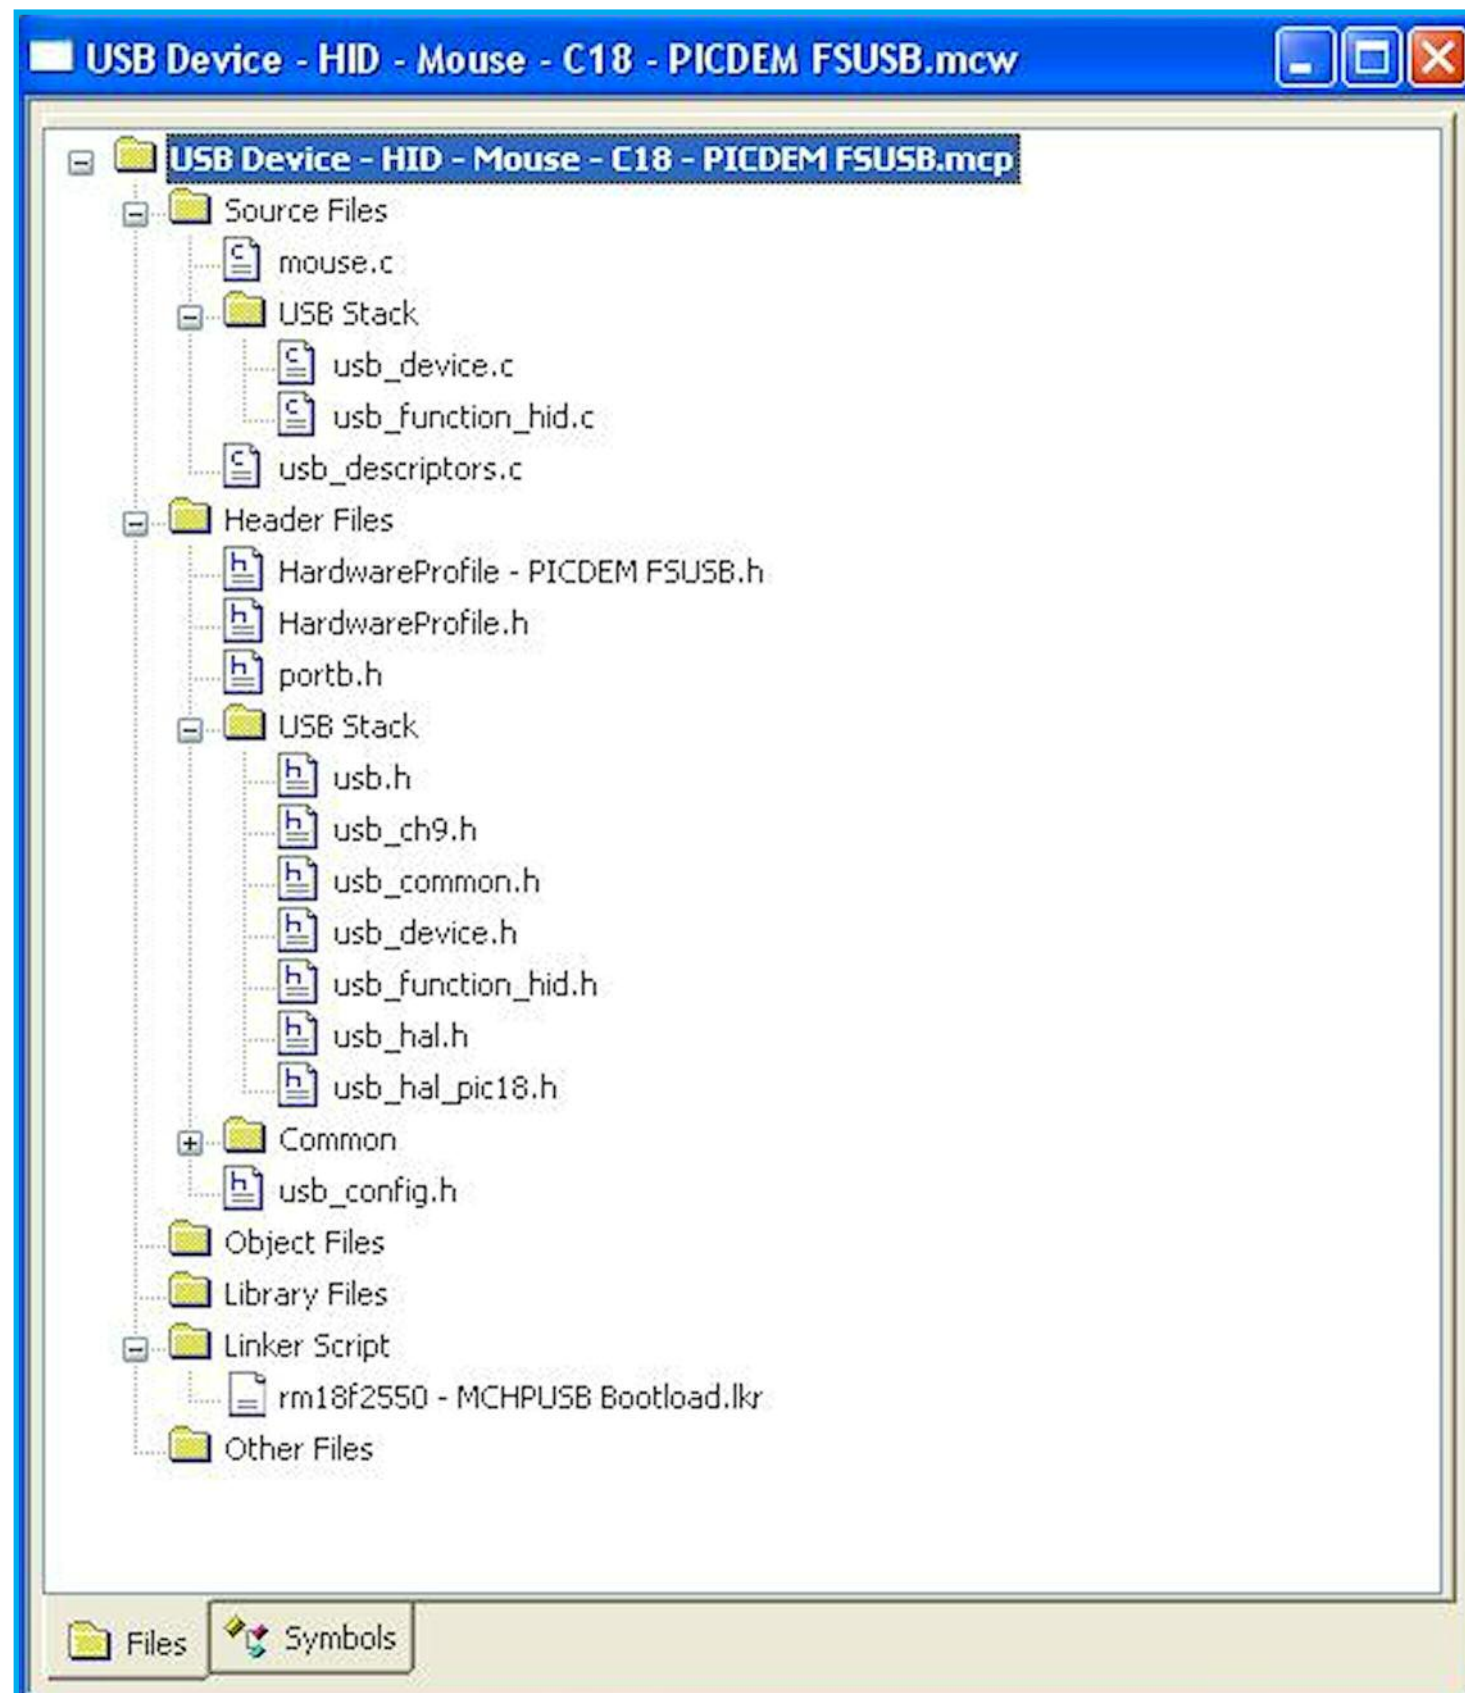 USB Device - HID - Mouse - C18 - PICDEM FSUSB.mcw
USB Device - HID - Mouse - C18 - PICDEM FSUSB.mcp
Source Files
mouse.c
USB Stack
usb_device.c
usb_function_hid.c
usb_descriptors.c
Header Files
HardwareProfile - PICDEM FSUSB.h
HardwareProfile.h
portb.h
USB Stack
usb.h
usb_ch9.h
usb_common.h
usb_device.h
usb_function_hid.h
usb_hal.h
usb_hal_pic18.h
Common
usb_config.h
Object Files
Library Files
Linker Script
rm18f2550 - MCHPUSB Bootload.lkr
Other Files
Files Symbols